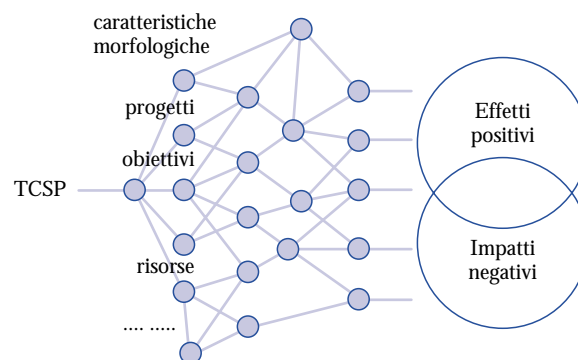 caratteristiche
morfologiche
progetti
obiettivi
TCSP
risorse
.... .....
Effetti
positivi
Impatti
negativi